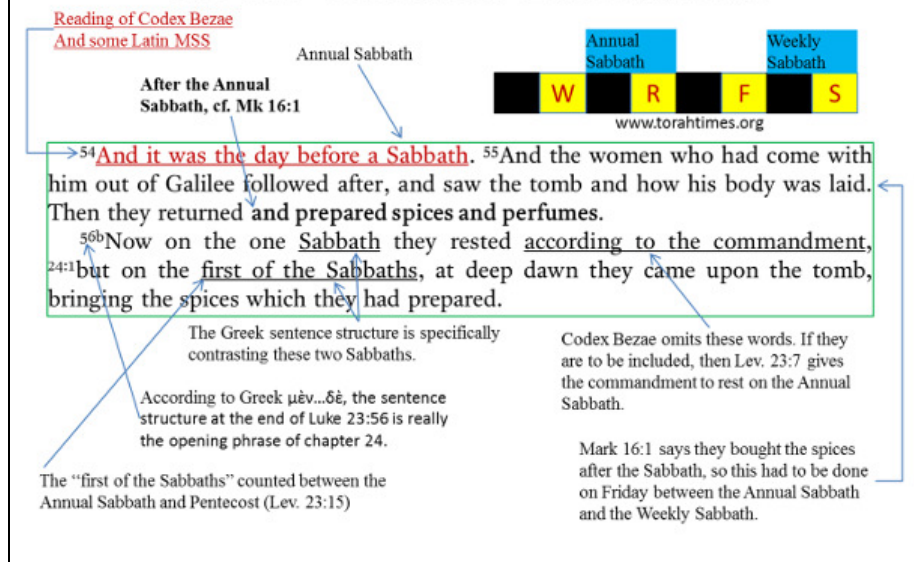 Reading of Codex Bezae
And some Latin MSS
Annual Sabbath
After the Annual
Sabbath, cf. Mk 16:1
Annual
Sabbath
Weekly
Sabbath
W R F S
www.torahtimes.org
54And it was the day before a Sabbath. 55And the women who had come with
him out of Galilee followed after, and saw the tomb and how his body was laid.
Then they returned and prepared spices and perfumes.
56bNow on the one Sabbath they rested according to the commandment,
24:1but on the first of the Sabbaths, at deep dawn they came upon the tomb,
bringing the spices which they had prepared.
The Greek sentence structure is specifically
contrasting these two Sabbaths.
According to Greek μὲν...δὲ, the sentence
structure at the end of Luke 23:56 is really
the opening phrase of chapter 24.
The “first of the Sabbaths” counted between the
Annual Sabbath and Pentecost (Lev. 23:15)
Codex Bezae omits these words. If they
are to be included, then Lev. 23:7 gives
the commandment to rest on the Annual
Sabbath.
Mark 16:1 says they bought the spices
after the Sabbath, so this had to be done
on Friday between the Annual Sabbath
and the Weekly Sabbath.